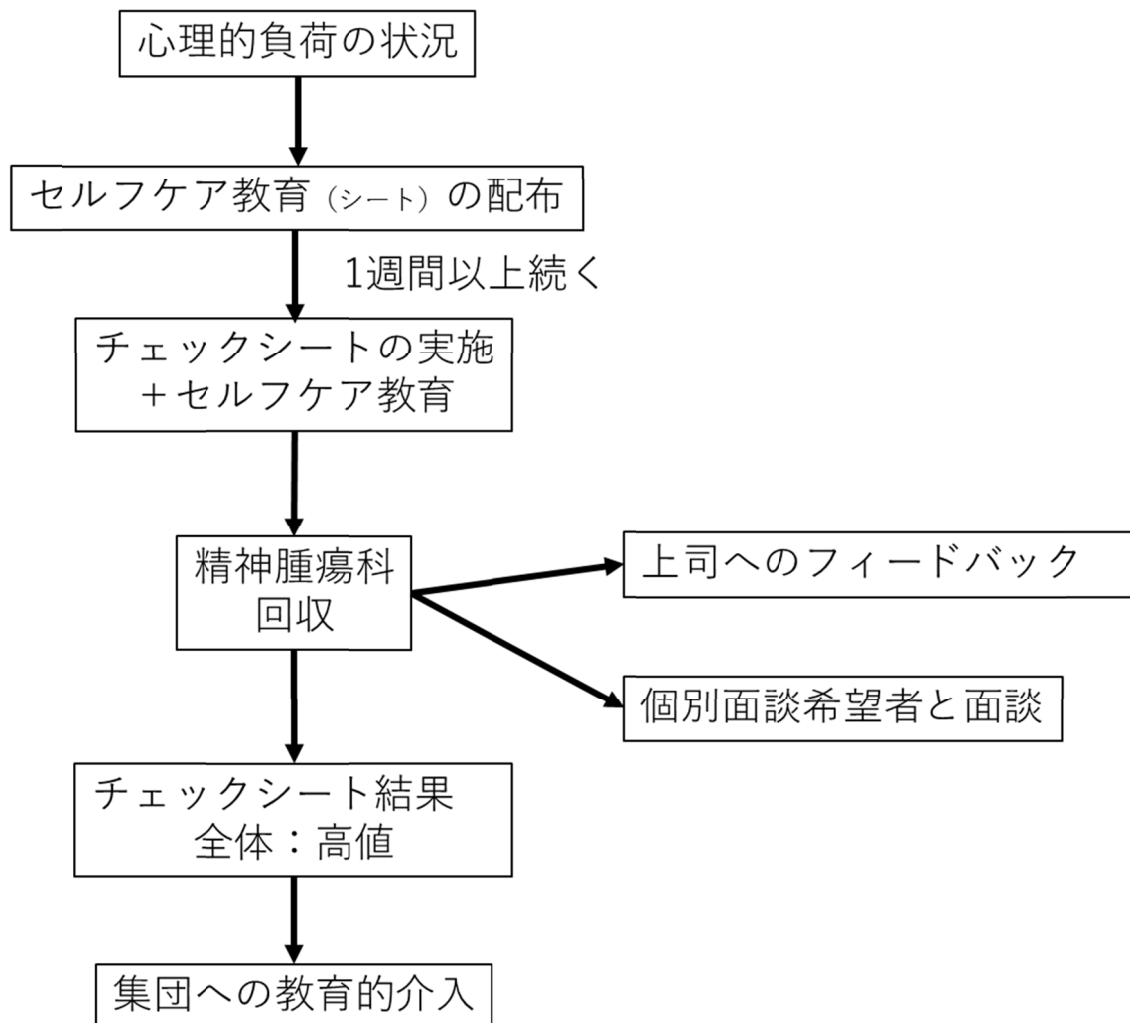 心理的負荷の状況
セルフケア教育（シート）の配布
1週間以上続く
チェックシートの実施
＋セルフケア教育
精神腫瘍科
回収
上司へのフィードバック
個別面談希望者と面談
チェックシート結果
全体：高値
集団への教育的介入